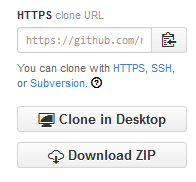 HTTPS clone URL
https://github.com/r
You can clone with HTTPS, SSH,
or Subversion.
Clone in Desktop
Download ZIP